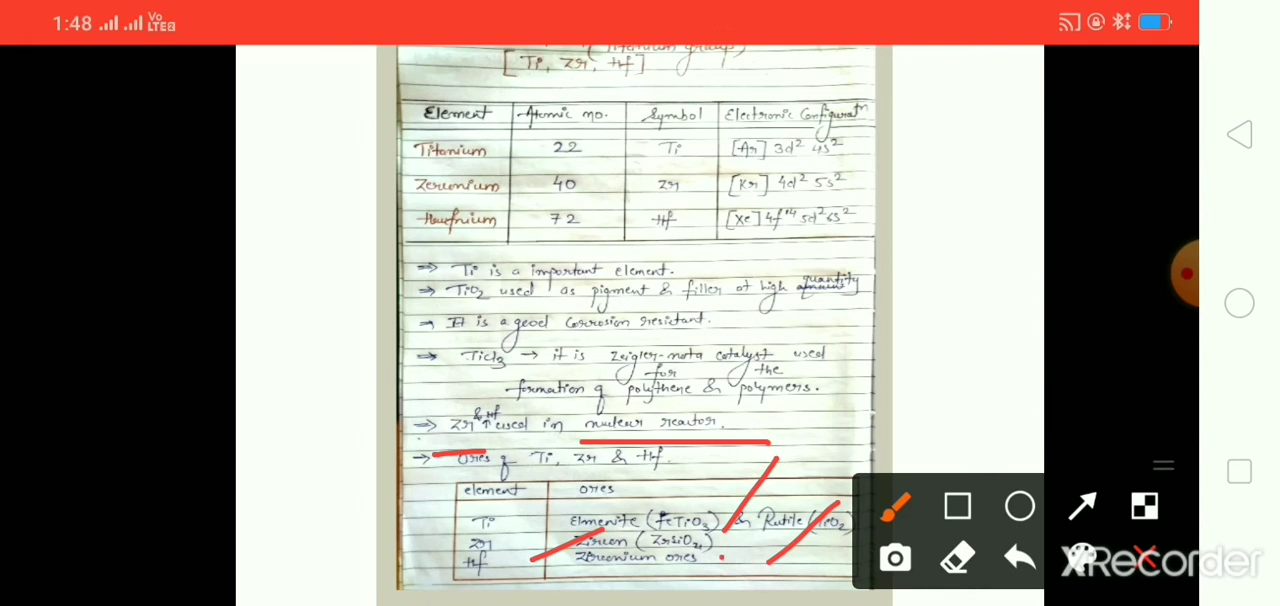 1:48 Vo LTE2
(Titanium group)
[Ti, Zr, Hf]
Element Atomic no. Symbol Electronic Configuratn
Titanium 22 Ti [Ar] 3d² 4s²
Zerconium 40 Zr [Kr] 4d² 5s²
Haufnium 72 Hf [Xe] 4f¹⁴ 5d² 6s²
⇒ Ti is a important element.
⇒ TiO2 used as pigment & filler at high quantity
⇒ It is a good corrosion resistant.
⇒ TiCl3 → it is Zeigler-nata catalyst used
for the
formation of polythene & polymers.
⇒ Zr & Hf used in nuclear reactor.
→ Ores of Ti, Zr & Hf.
element ores
Ti Elmenite (FeTiO3) & Rutile (TiO2)
Zr Zircon (ZrSiO4)
Hf Zirconium ores
XRecorder